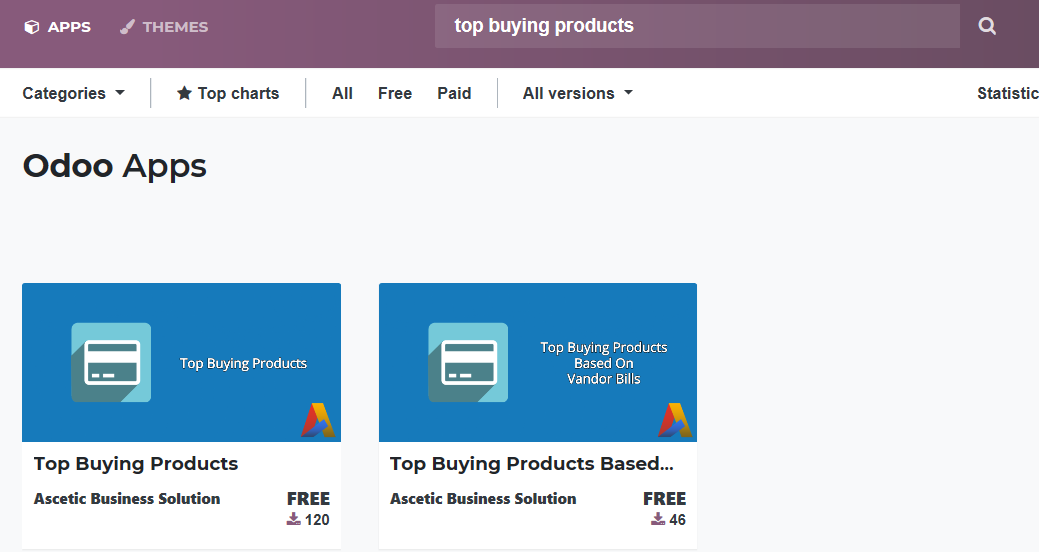 APPS THEMES top buying products
Categories Top charts All Free Paid All versions Statistic
Odoo Apps
Top Buying Products
Top Buying Products
Based On
Vandor Bills
Top Buying Products
Ascetic Business Solution FREE
120
Top Buying Products Based...
Ascetic Business Solution FREE
46